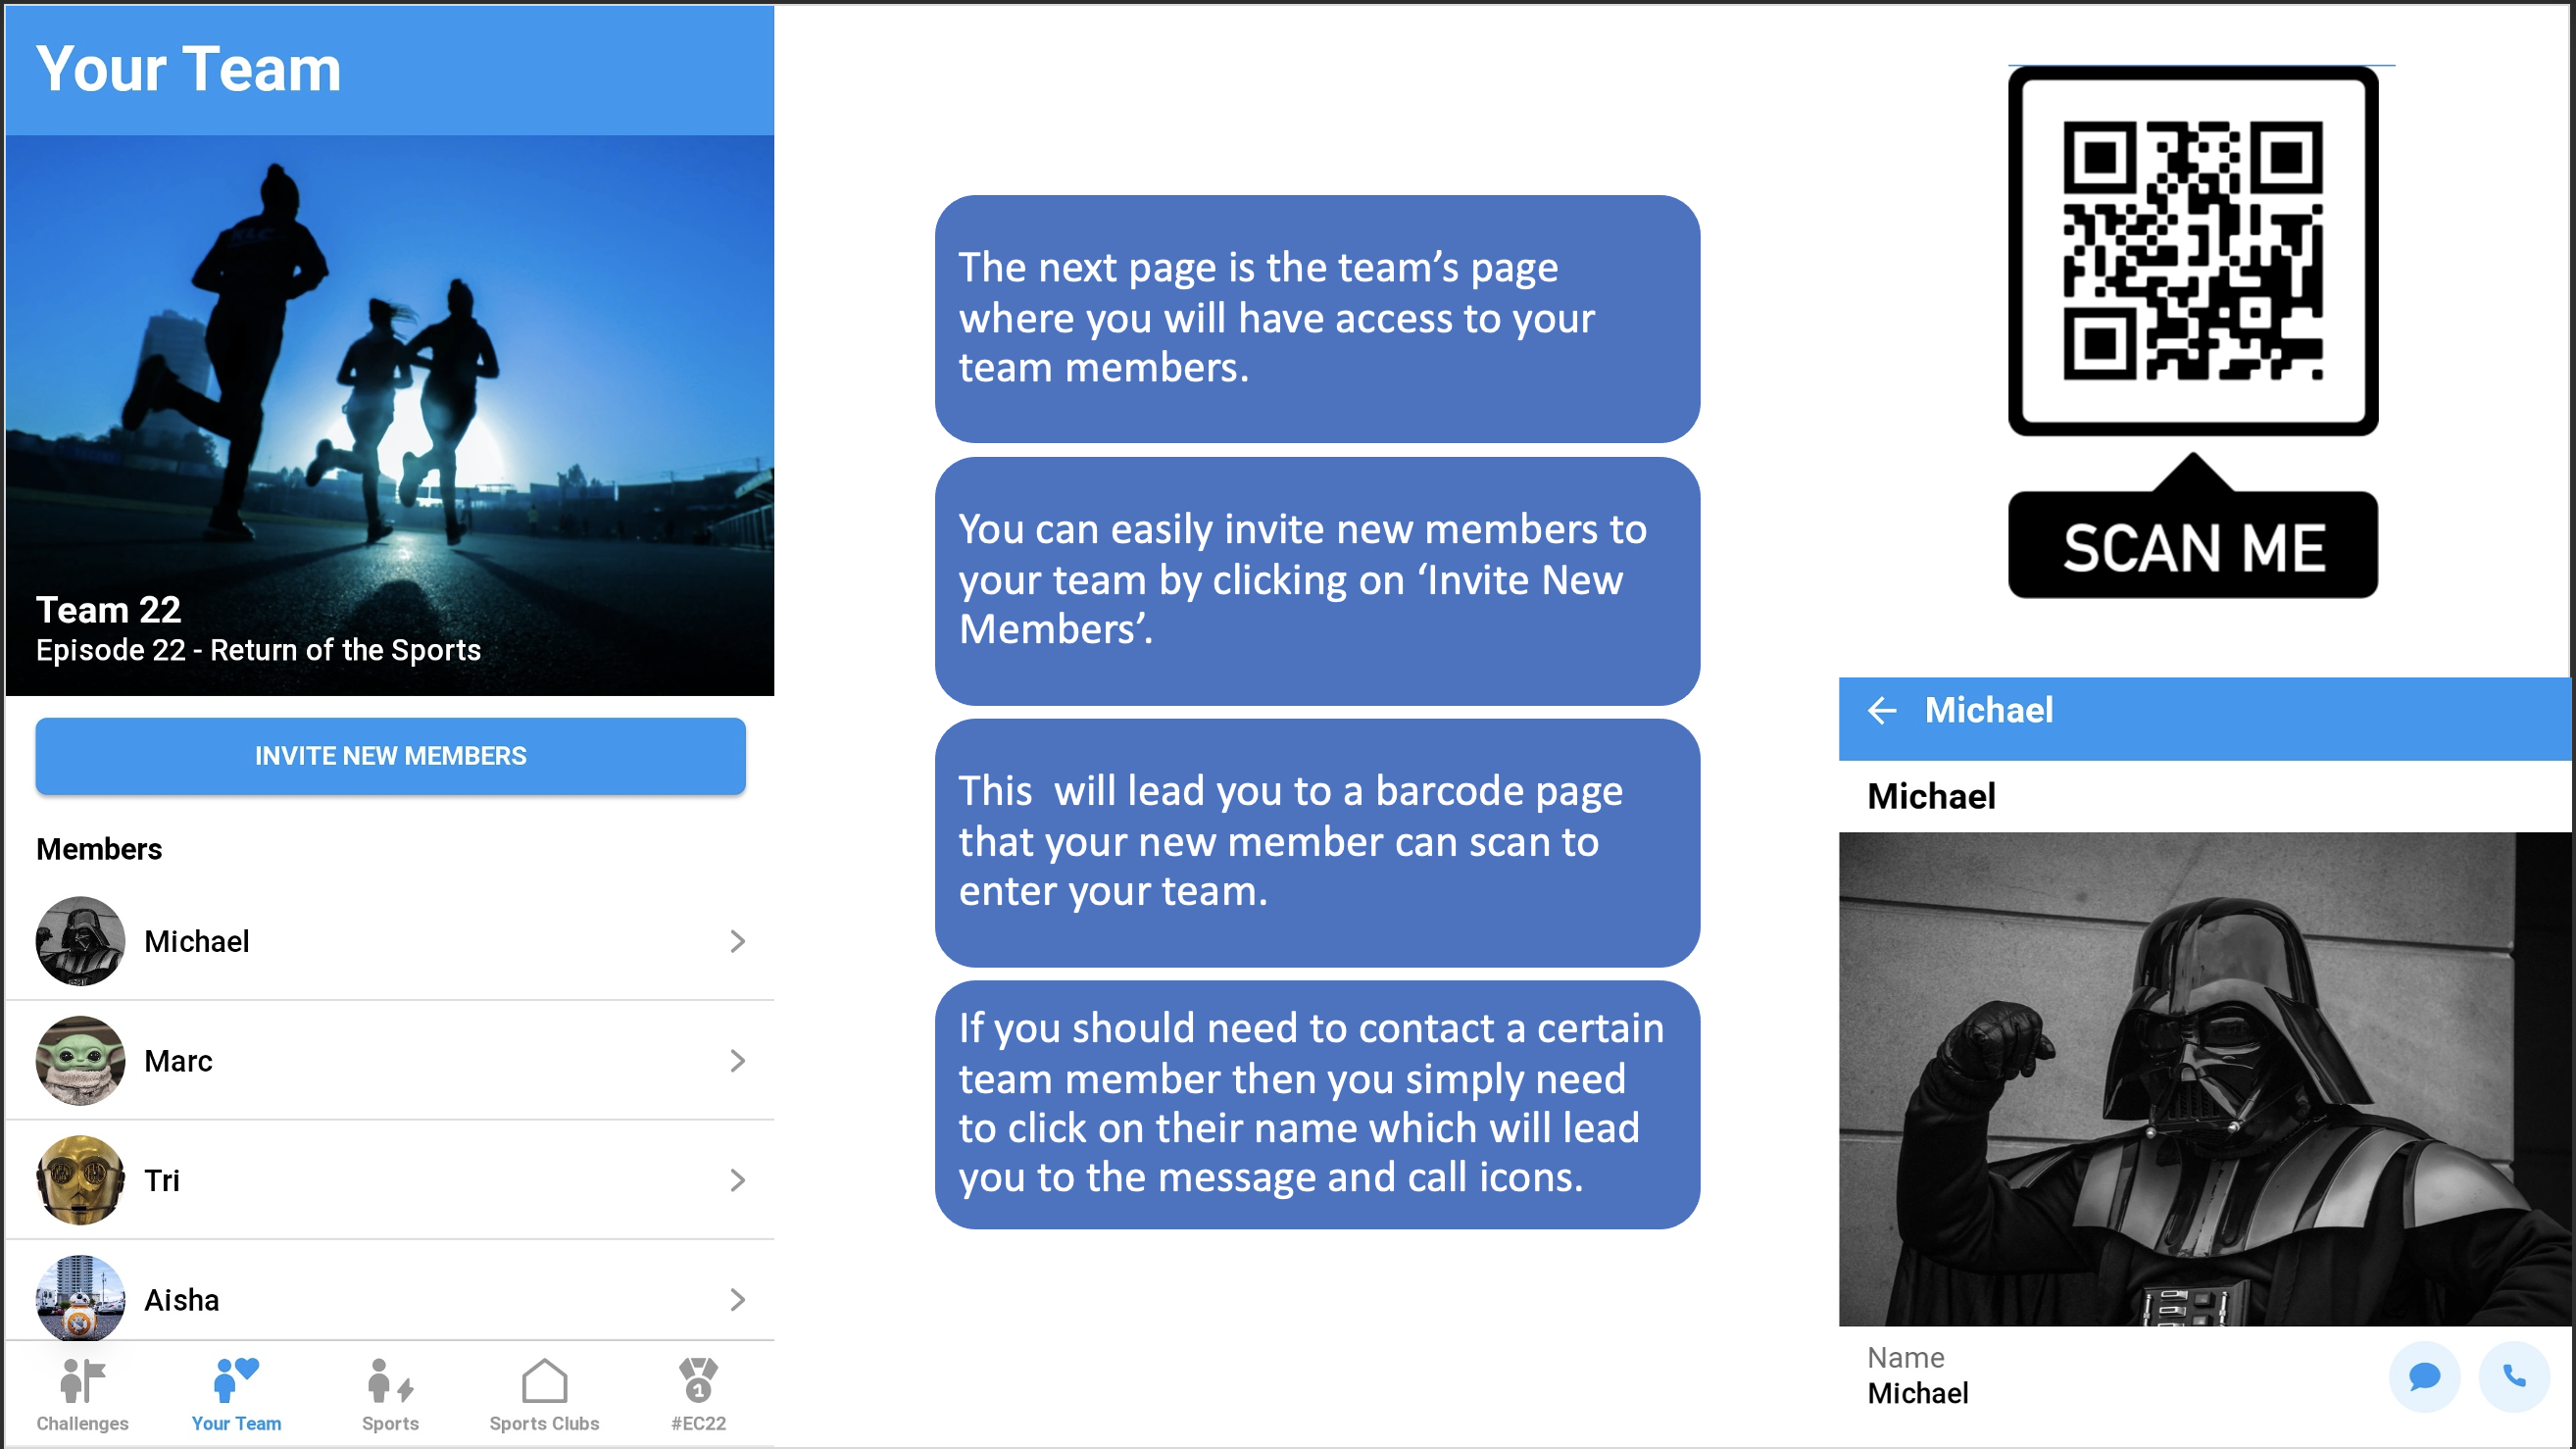 Your Team
Team 22
Episode 22 - Return of the Sports
INVITE NEW MEMBERS
Members
Michael
Marc
Tri
Aisha
Challenges
Your Team
Sports
Sports Clubs
1
#EC22
The next page is the team’s page
where you will have access to your
team members.
You can easily invite new members to
your team by clicking on ‘Invite New
Members’.
This  will lead you to a barcode page
that your new member can scan to
enter your team.
If you should need to contact a certain
team member then you simply need
to click on their name which will lead
you to the message and call icons.
SCAN ME
Michael
Michael
Name
Michael